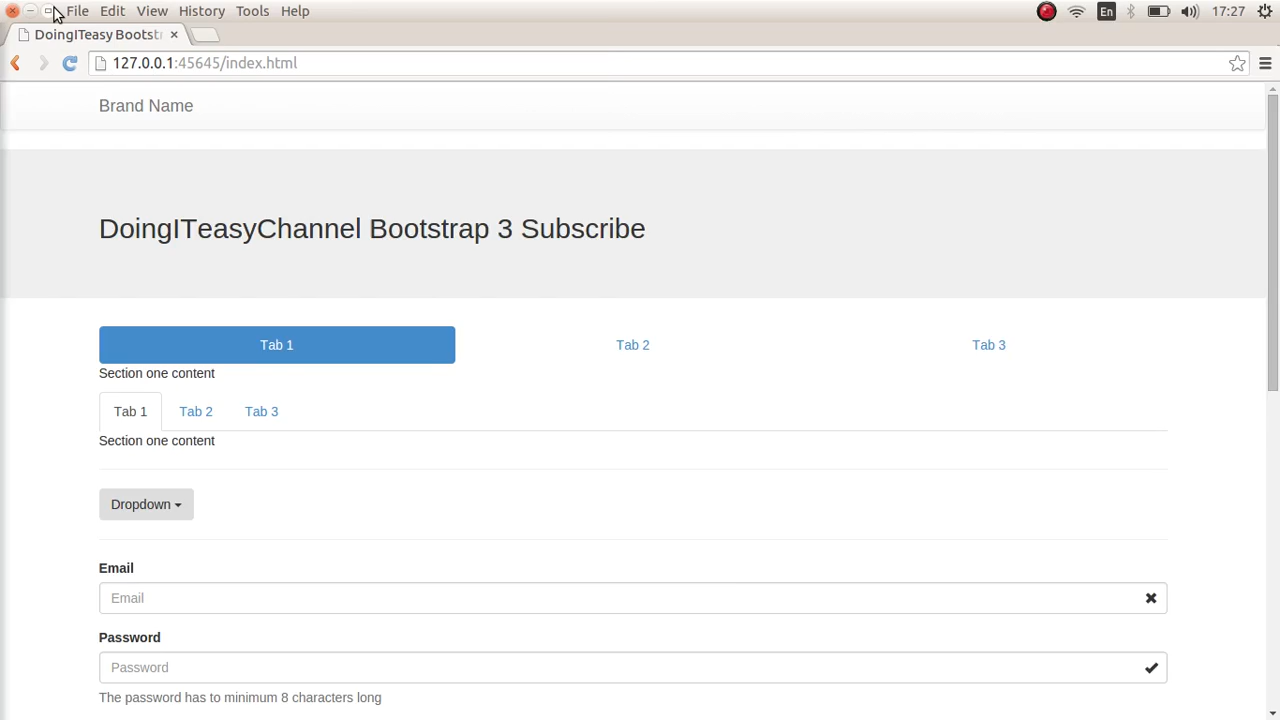 File Edit View History Tools Help En 17:27
DoingITeasy Bootstr
127.0.0.1:45645/index.html
Brand Name
DoingITeasyChannel Bootstrap 3 Subscribe
Tab 1 Tab 2 Tab 3
Section one content
Tab 1 Tab 2 Tab 3
Section one content
Dropdown
Email
Email
Password
Password
The password has to minimum 8 characters long